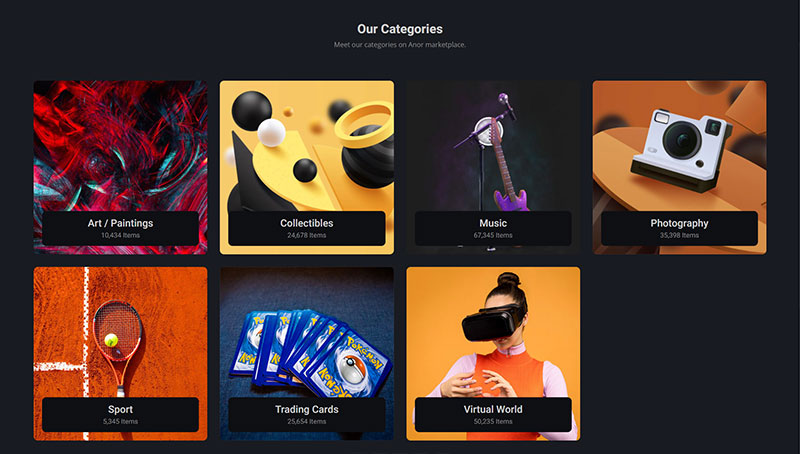 Our Categories
Meet our categories on Anor marketplace.
Art / Paintings
10,434 Items
Collectibles
24,678 Items
Music
67,345 Items
Photography
35,398 Items
Sport
5,345 Items
Trading Cards
25,654 Items
POKéMON
Virtual World
50,235 Items